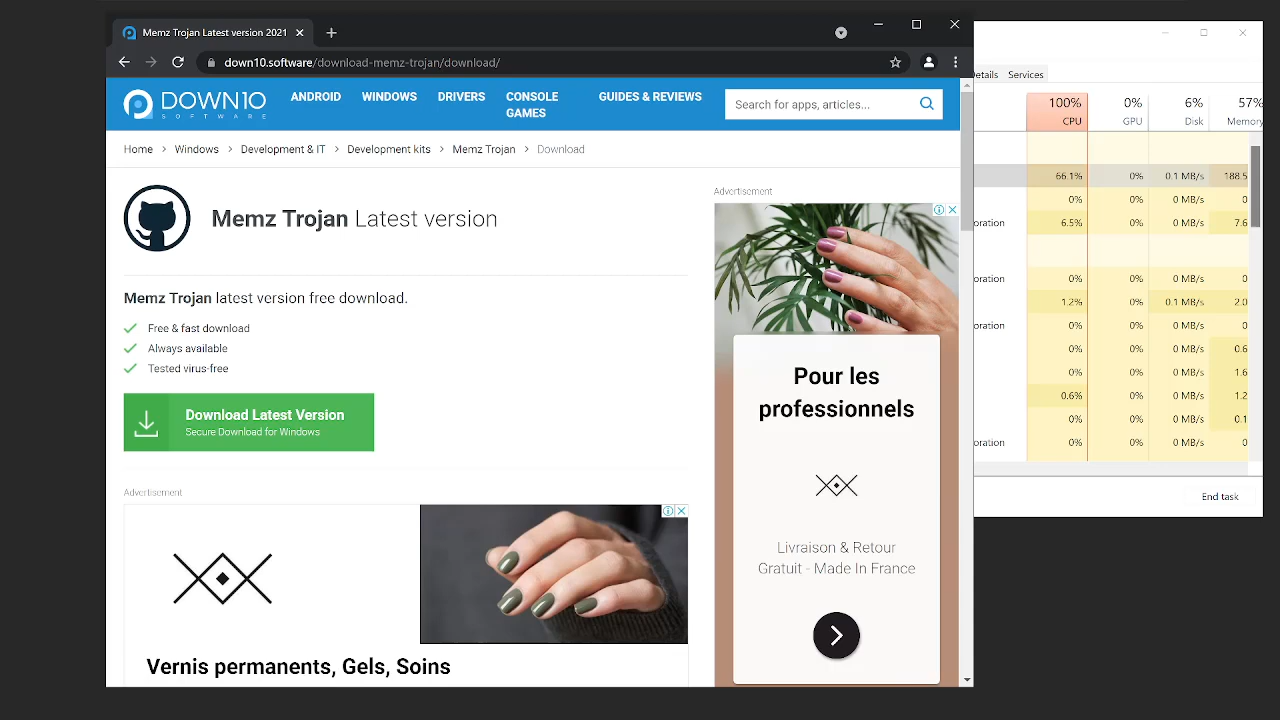 Memz Trojan Latest version 2021
down10.software/download-memz-trojan/download/
DOWN10
SOFTWARE
ANDROID
WINDOWS
DRIVERS
CONSOLE
GAMES
GUIDES & REVIEWS
Search for apps, articles...
Home > Windows > Development & IT > Development kits > Memz Trojan > Download
Memz Trojan Latest version
Memz Trojan latest version free download.
Free & fast download
Always available
Tested virus-free
Download Latest Version
Secure Download for Windows
Advertisement
Vernis permanents, Gels, Soins
Advertisement
Pour les
professionnels
Livraison & Retour
Gratuit - Made In France
etails Services
100% 0% 6% 57%
CPU GPU Disk Memory
66.1% 0% 0.1 MB/s 188.5
0% 0% 0 MB/s 0
oration 6.5% 0% 0 MB/s 7.6
oration 0% 0% 0 MB/s 0
1.2% 0% 0.1 MB/s 2.0
oration 0% 0% 0 MB/s 0
0% 0% 0 MB/s 0.6
0% 0% 0 MB/s 1.6
0.6% 0% 0 MB/s 1.2
0% 0% 0 MB/s 0.1
oration 0% 0% 0 MB/s 0
End task